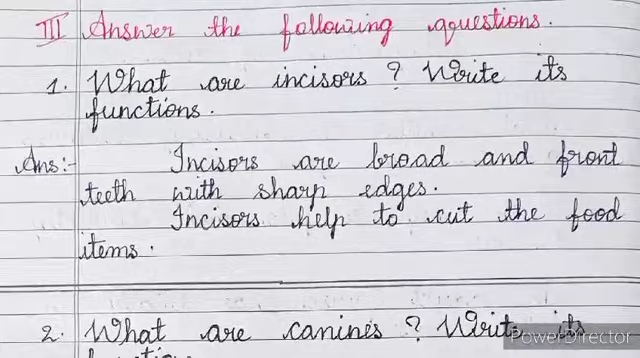 III Answer the following questions.
1. What are incisors ? Write its
functions.
Ans:- Incisors are broad and front
teeth with sharp edges.
Incisors help to cut the food
items.
2. What are canines ? Write its
PowerDirector